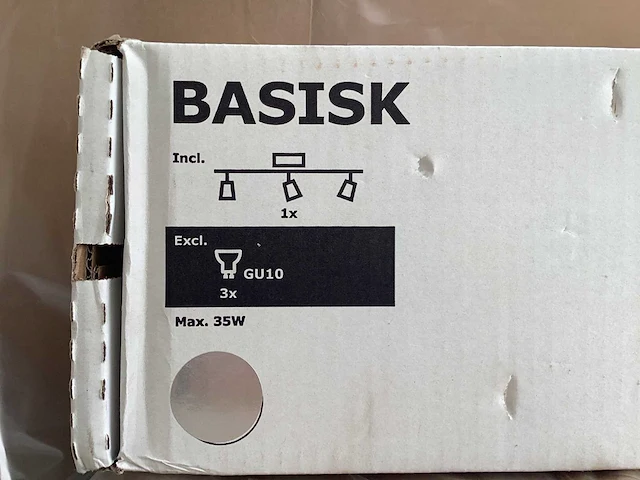 BASISK
Incl.
1x
Excl.
GU10
3x
Max. 35W